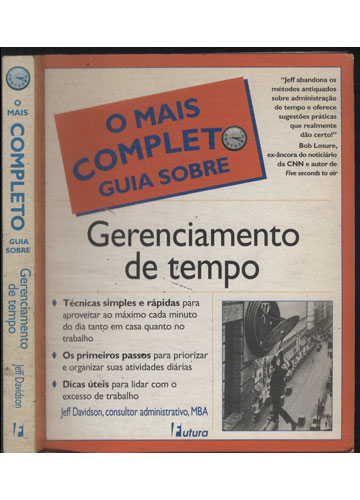 O MAIS
COMPLETO
GUIA SOBRE
Gerenciamento
de tempo
Jeff Davidson
"Jeff abandona os
métodos antiquados
sobre administração
de tempo e oferece
sugestões práticas
que realmente
dão certo!"
Bob Losure,
ex-âncora do noticiário
da CNN e autor de
Five seconds to air
O MAIS
COMPLETO
GUIA SOBRE
Gerenciamento
de tempo
Técnicas simples e rápidas para
aproveitar ao máximo cada minuto
do dia tanto em casa quanto no
trabalho
Os primeiros passos para priorizar
e organizar suas atividades diárias
Dicas úteis para lidar com o
excesso de trabalho
Jeff Davidson, consultor administrativo, MBA
Futura